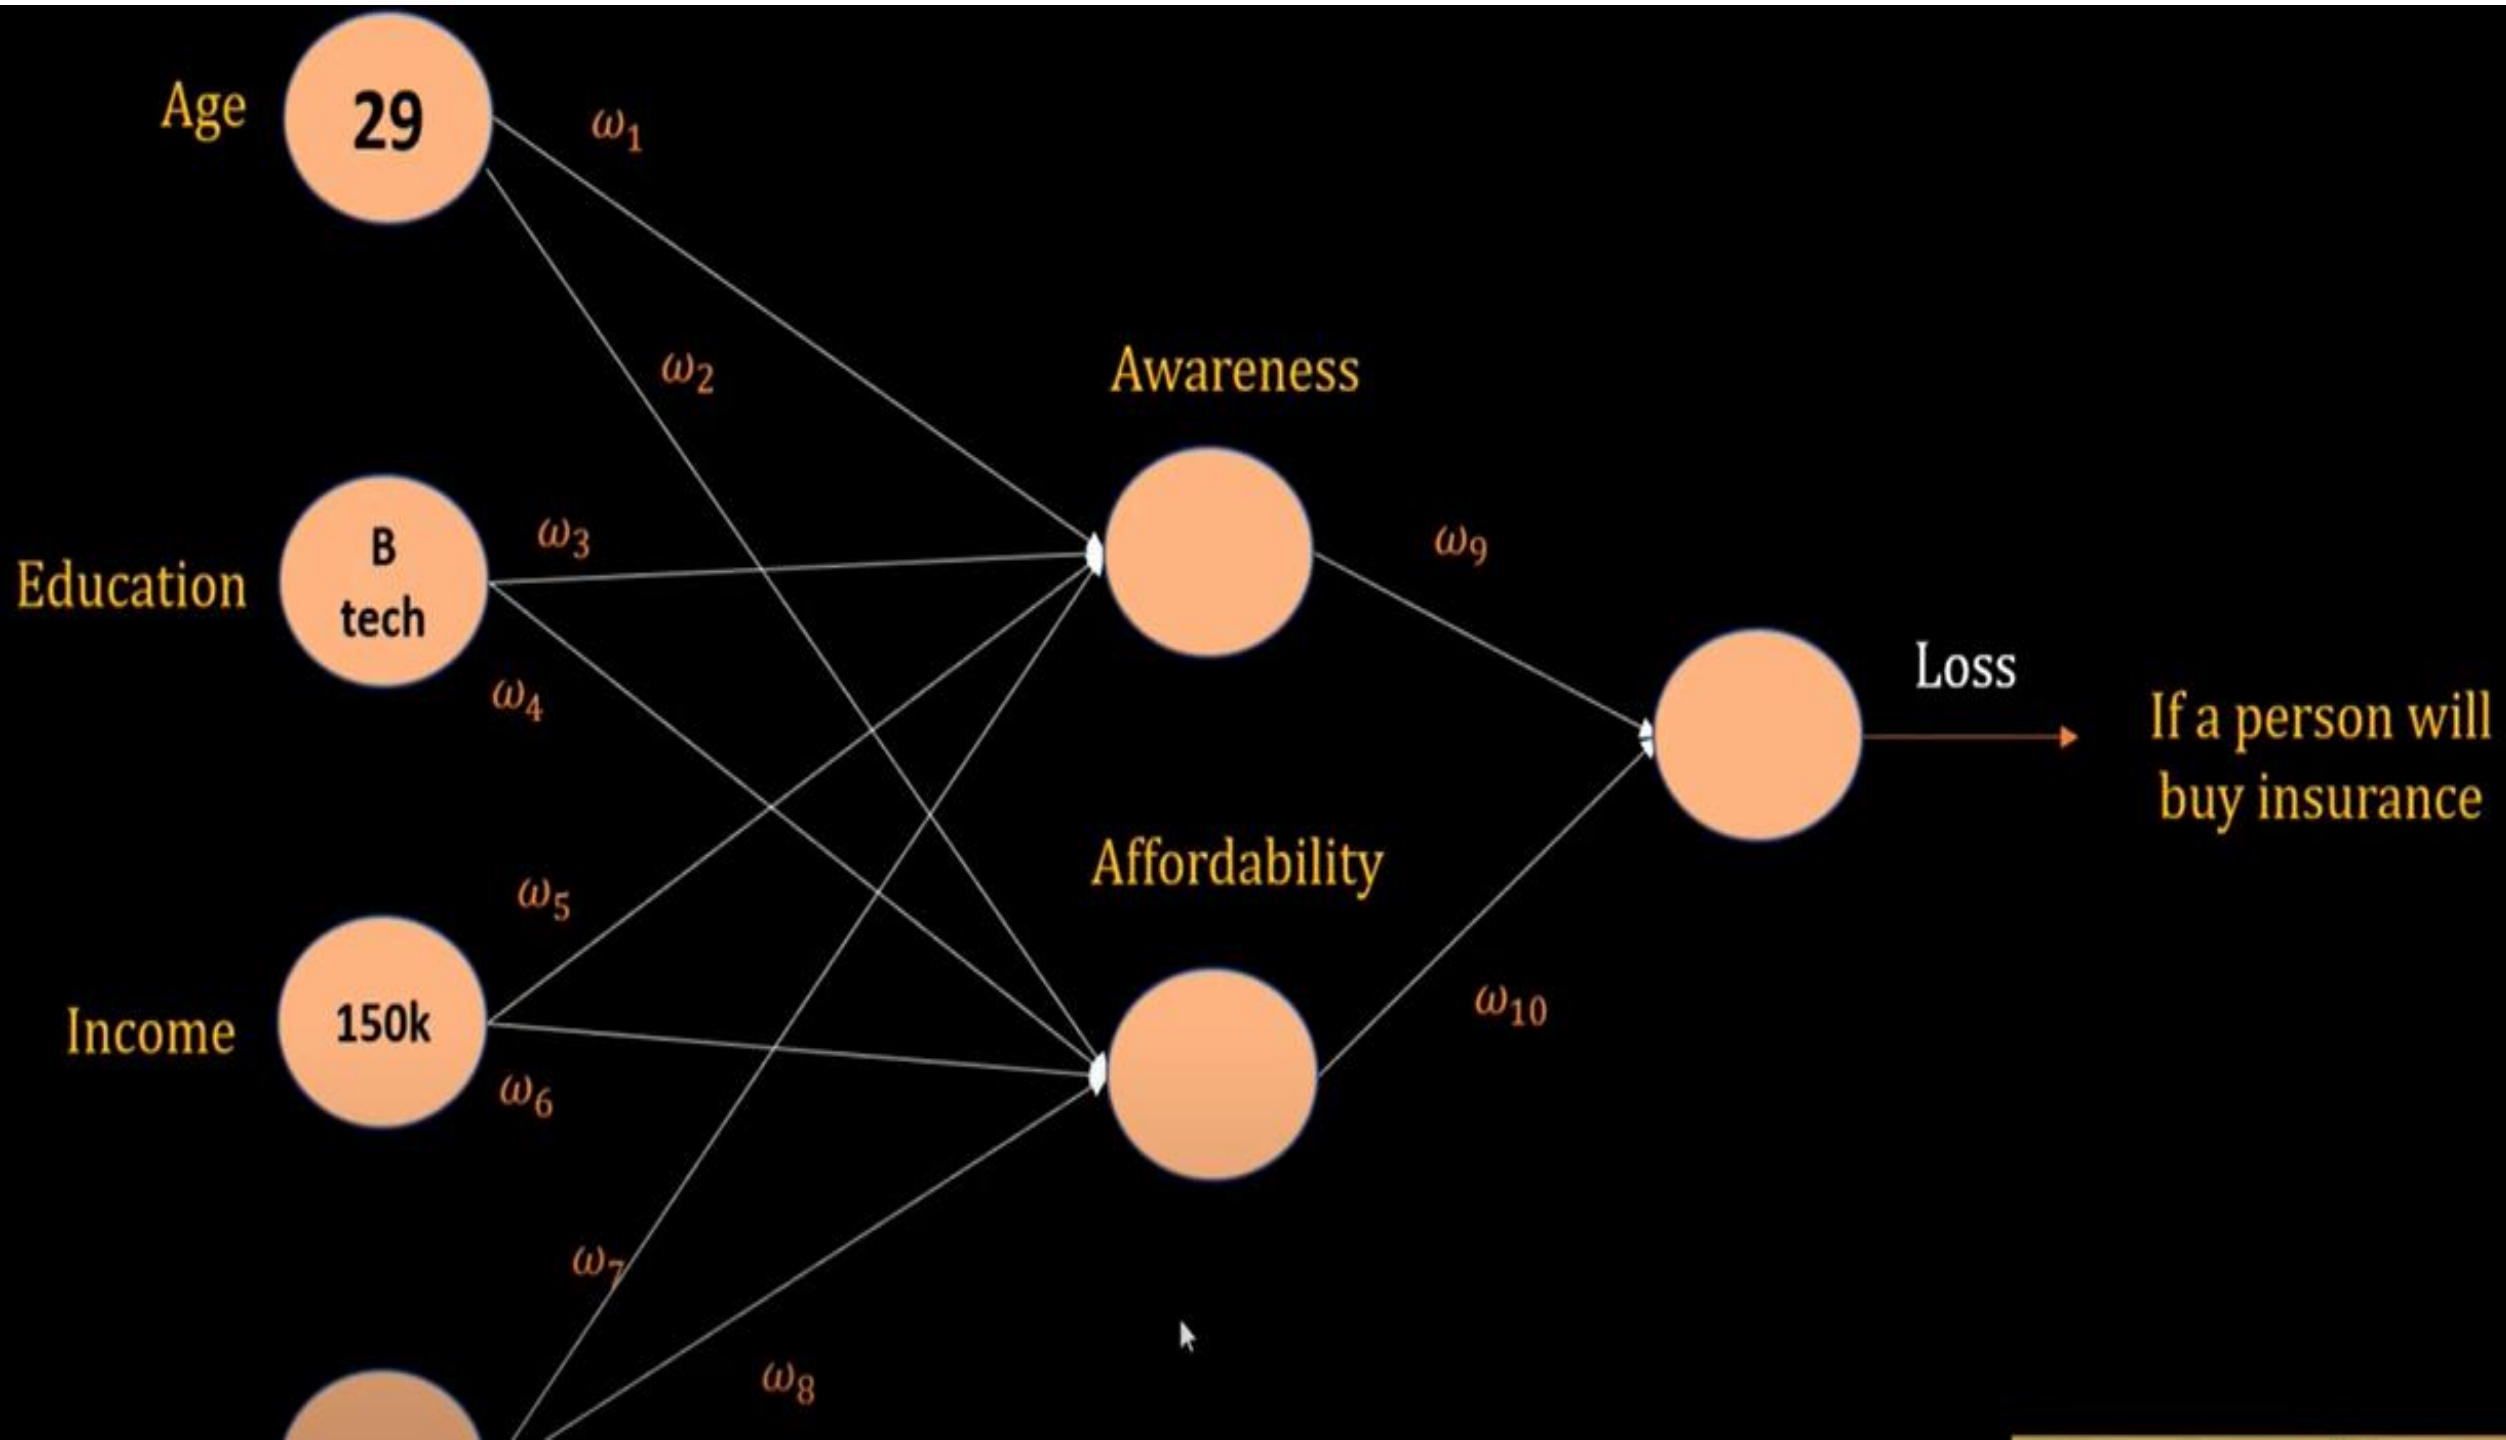 Age
29
ω1
ω2
Awareness
Education
B
tech
ω3
ω4
ω9
Loss
If a person will
buy insurance
Affordability
ω5
Income
150k
ω6
ω10
ω7
ω8